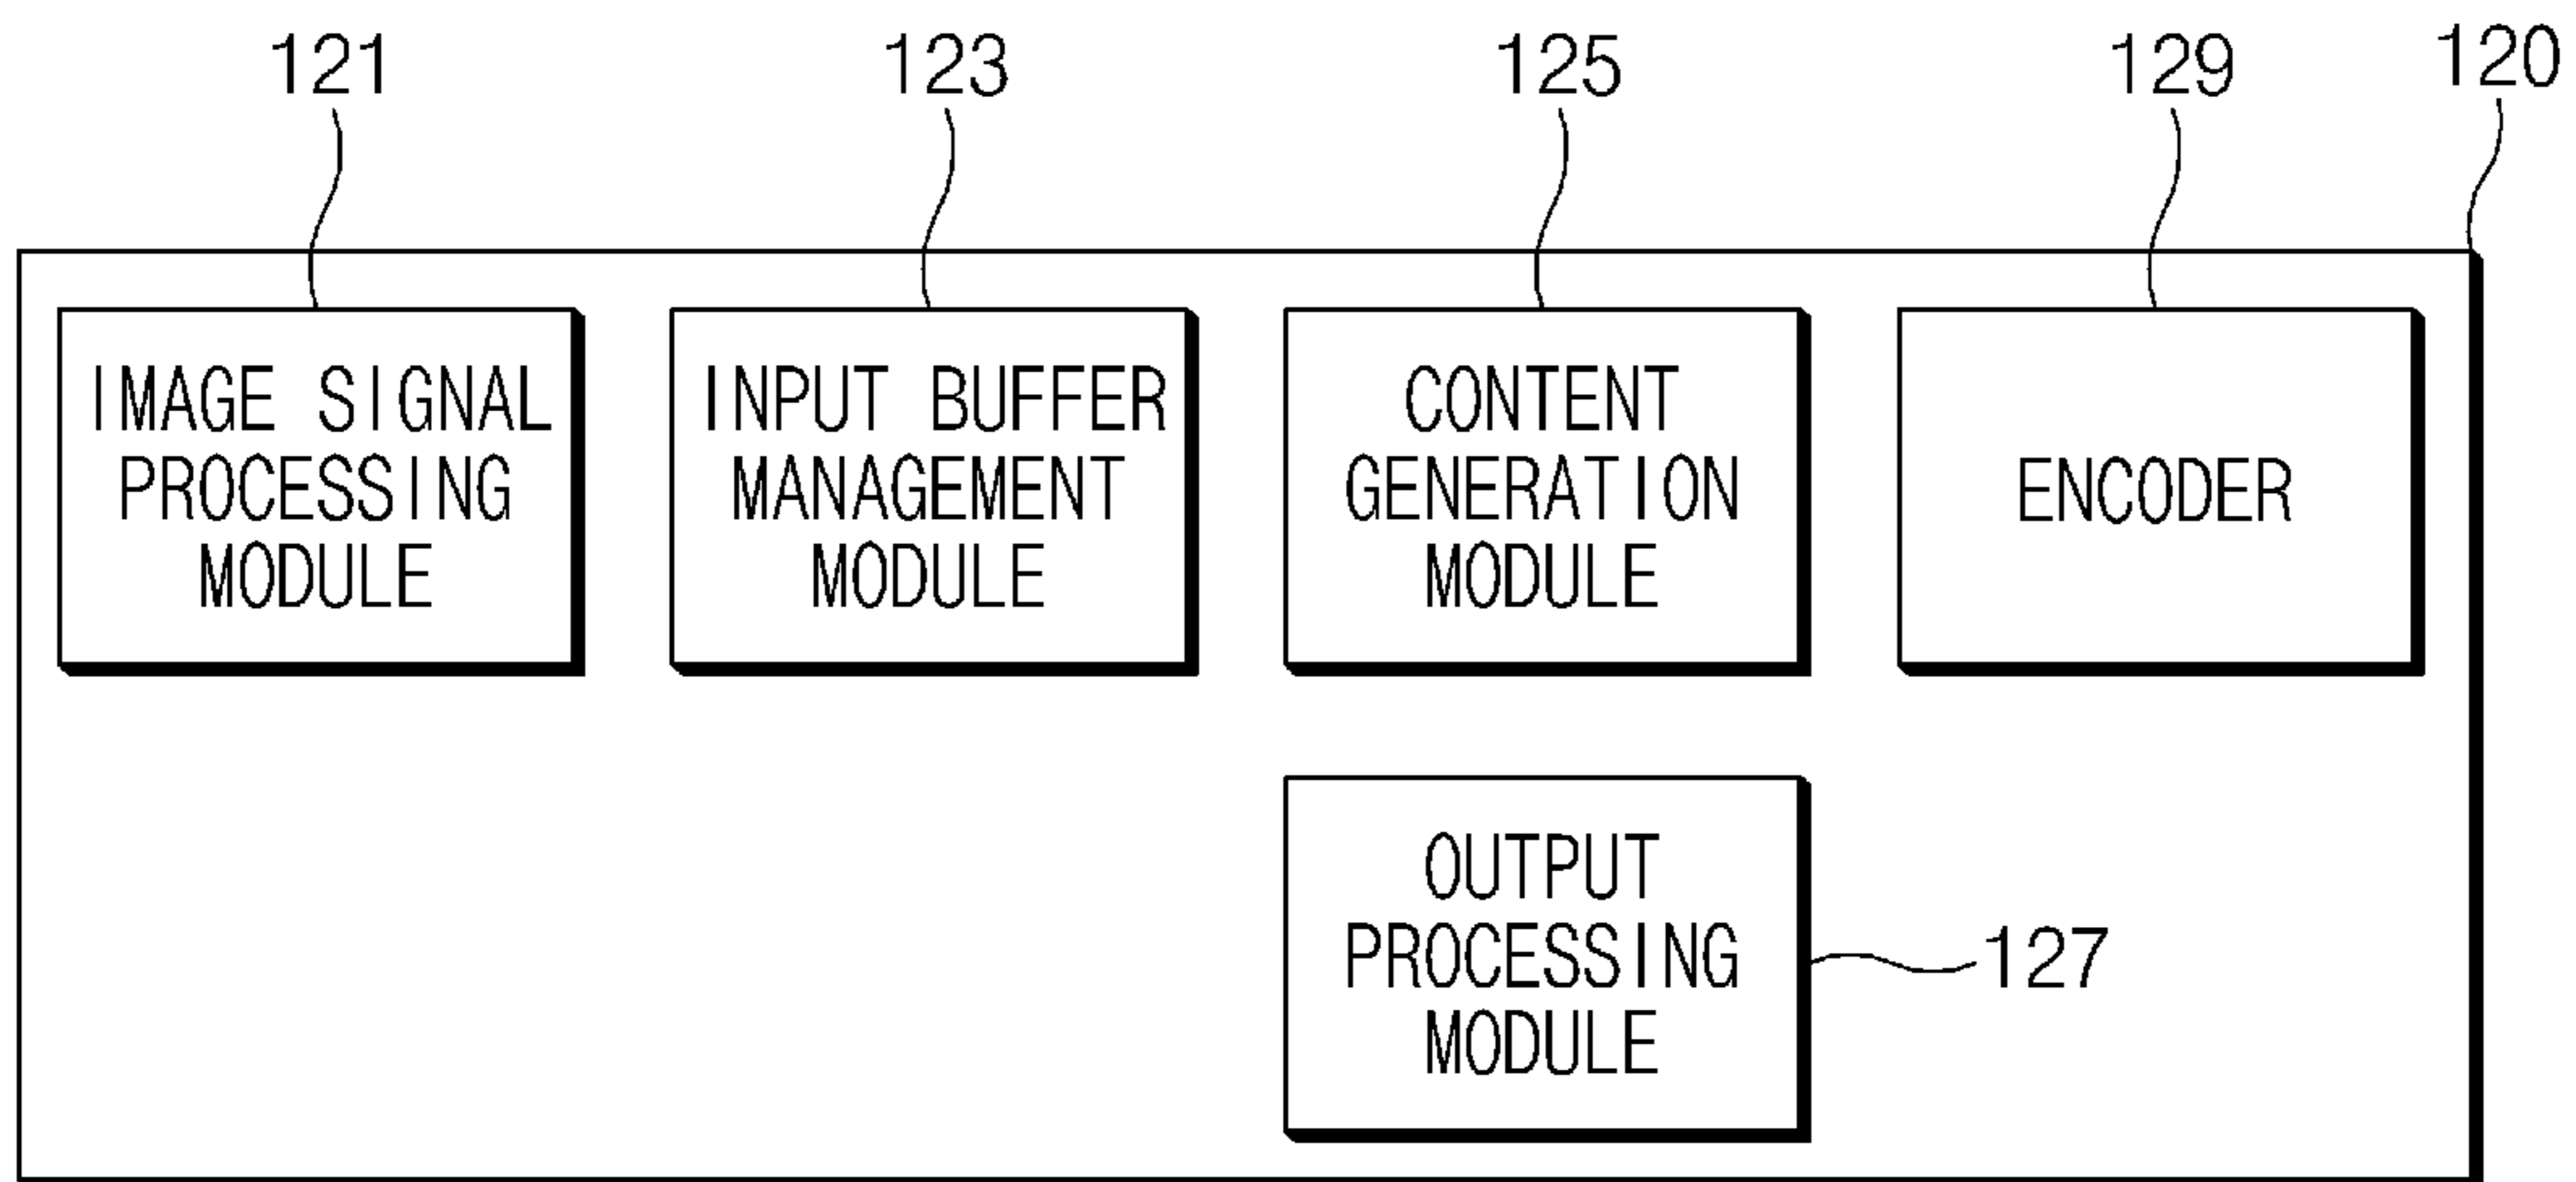 121
123
125
129
120
IMAGE SIGNAL
PROCESSING
MODULE
INPUT BUFFER
MANAGEMENT
MODULE
CONTENT
GENERATION
MODULE
ENCODER
OUTPUT
PROCESSING
MODULE
127